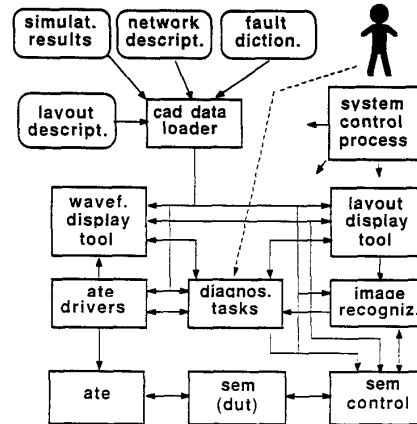 simulat.
results
network
descript.
fault
diction.
layout
descript.
cad data
loader
system
control
process
wavef.
display
tool
layout
display
tool
ate
drivers
diagnos.
tasks
image
recogniz.
ate
sem
(dut)
sem
control